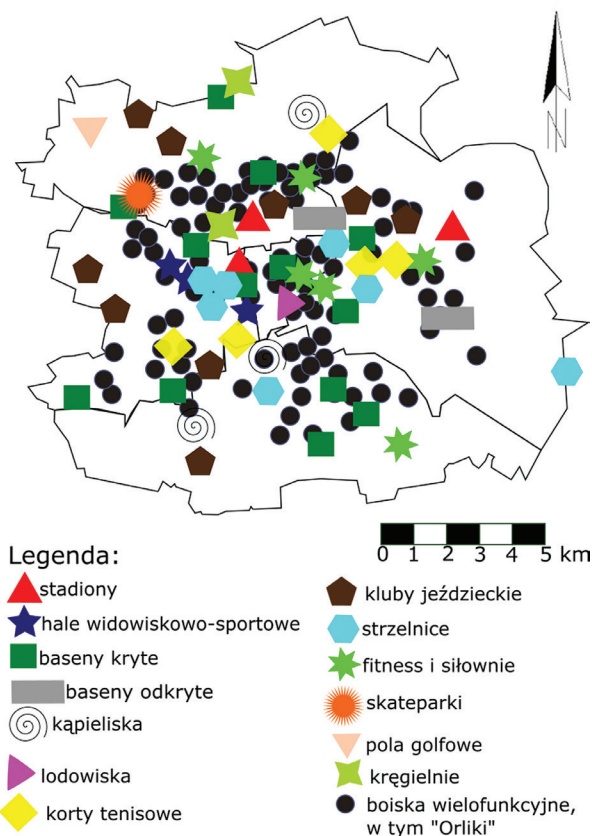 N
0 1 2 3 4 5 km
Legenda:
stadiony
hale widowiskowo-sportowe
baseny kryte
baseny odkryte
kąpieliska
lodowiska
korty tenisowe
kluby jeździeckie
strzelnice
fitness i siłownie
skateparki
pola golfowe
kręgielnie
boiska wielofunkcyjne,
w tym "Orliki"